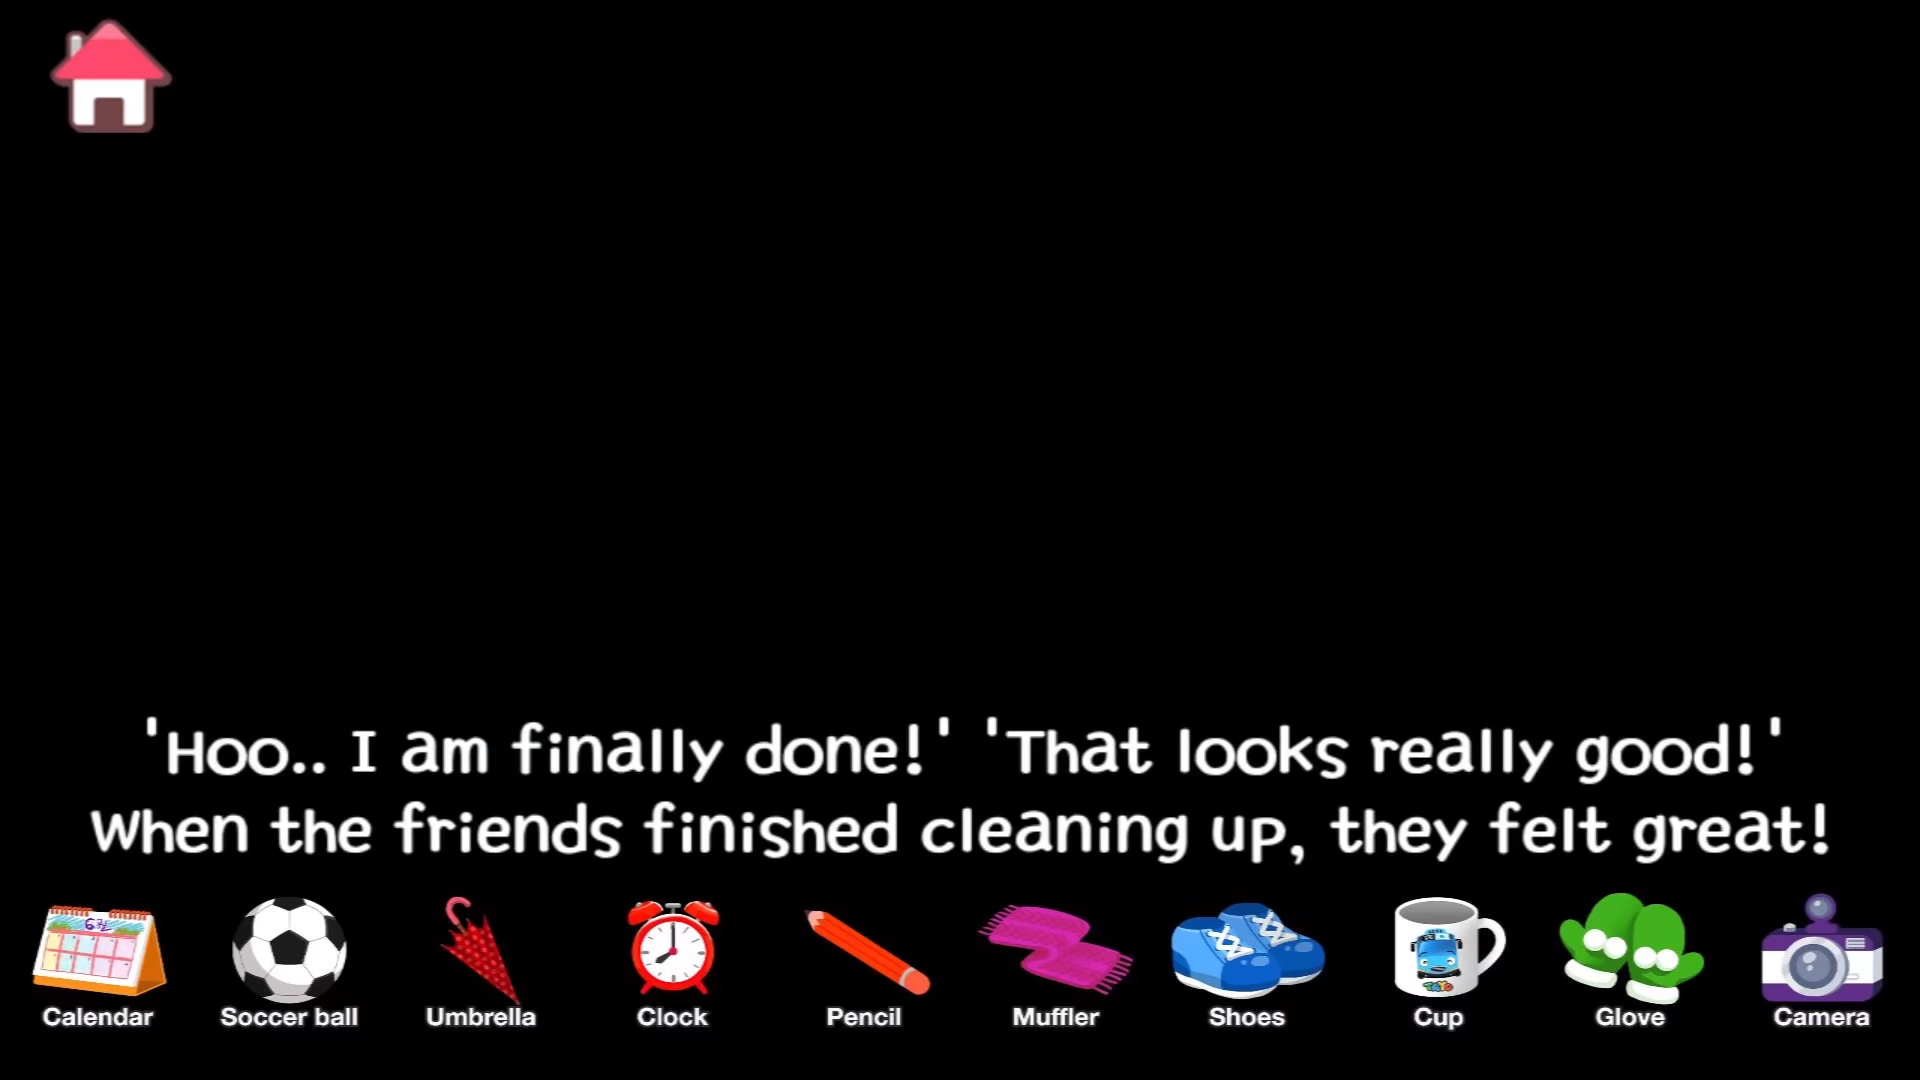 'Hoo.. I am finally done!' 'That looks really good!'
When the friends finished cleaning up, they felt great!
Calendar
Soccer ball
Umbrella
Clock
Pencil
Muffler
Shoes
Cup
Glove
Camera